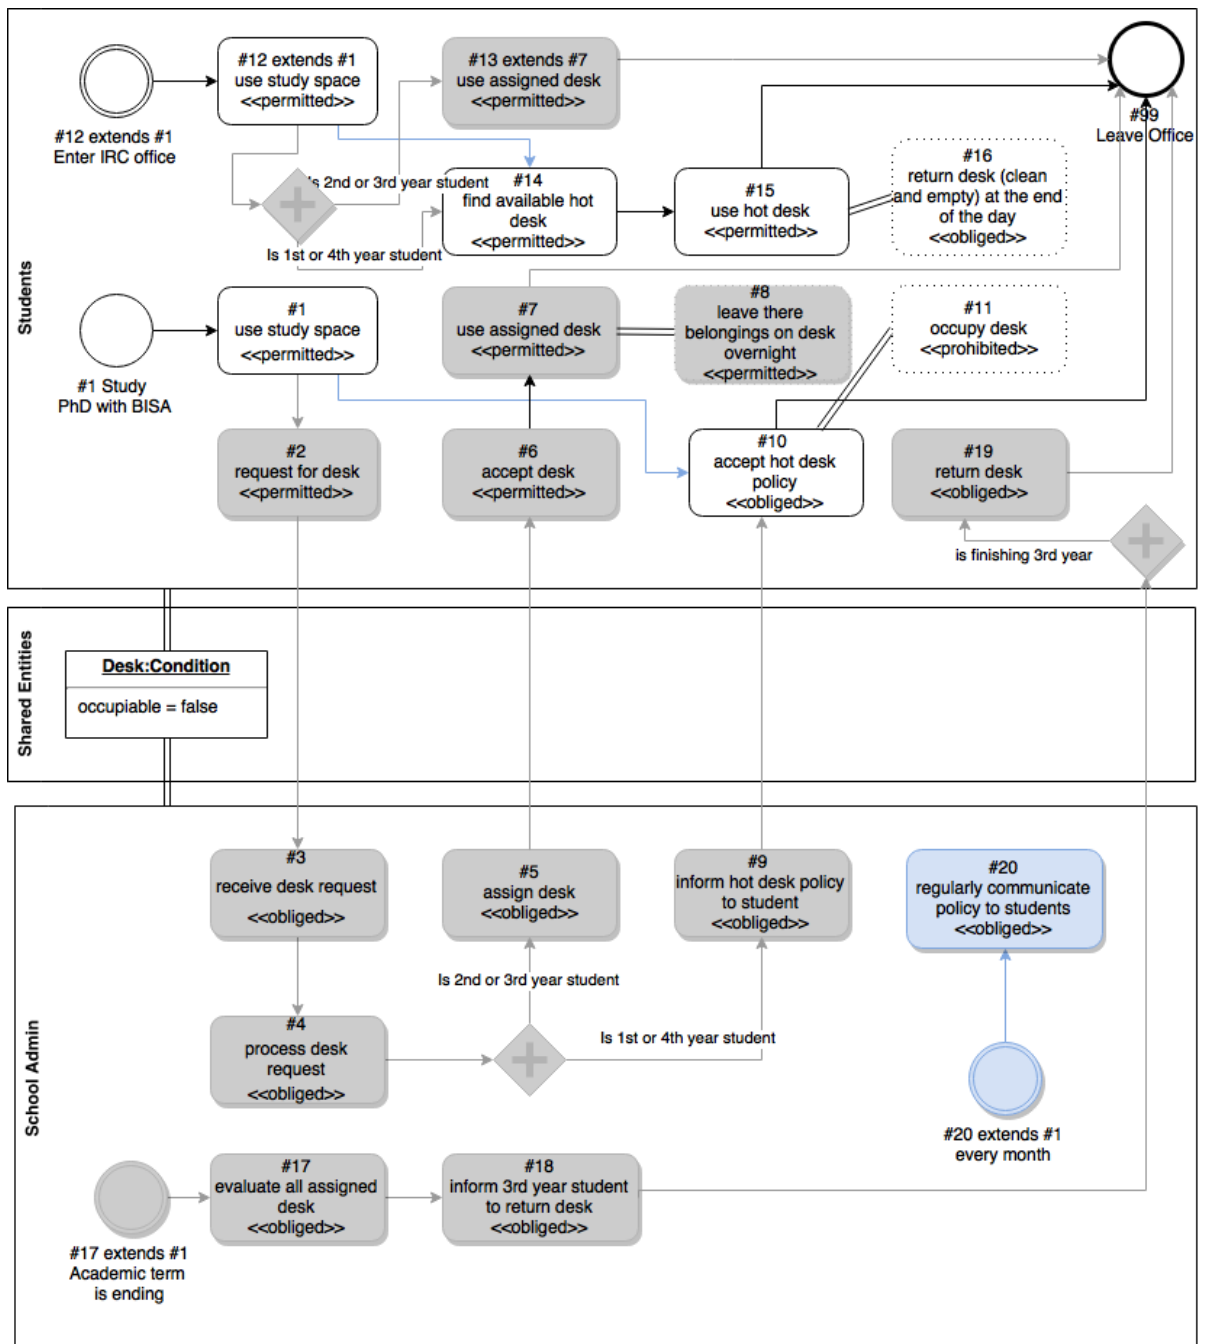 #12 extends #1
Enter IRC office
#12 extends #1
use study space
<<permitted>>
#13 extends #7
use assigned desk
<<permitted>>
#99
Leave Office
Is 2nd or 3rd year student
Is 1st or 4th year student
#14
find available hot
desk
<<permitted>>
#15
use hot desk
<<permitted>>
#16
return desk (clean
and empty) at the end
of the day
<<obliged>>
Students
#1 Study
PhD with BISA
#1
use study space
<<permitted>>
#7
use assigned desk
<<permitted>>
#8
leave there
belongings on desk
overnight
<<permitted>>
#11
occupy desk
<<prohibited>>
#2
request for desk
<<permitted>>
#6
accept desk
<<permitted>>
#10
accept hot desk
policy
<<obliged>>
#19
return desk
<<obliged>>
is finishing 3rd year
Shared Entities
Desk:Condition
occupiable = false
School Admin
#3
receive desk request
<<obliged>>
#5
assign desk
<<obliged>>
#9
inform hot desk policy
to student
<<obliged>>
#20
regularly communicate
policy to students
<<obliged>>
Is 2nd or 3rd year student
#4
process desk
request
<<obliged>>
Is 1st or 4th year student
#20 extends #1
every month
#17 extends #1
Academic term
is ending
#17
evaluate all assigned
desk
<<obliged>>
#18
inform 3rd year student
to return desk
<<obliged>>